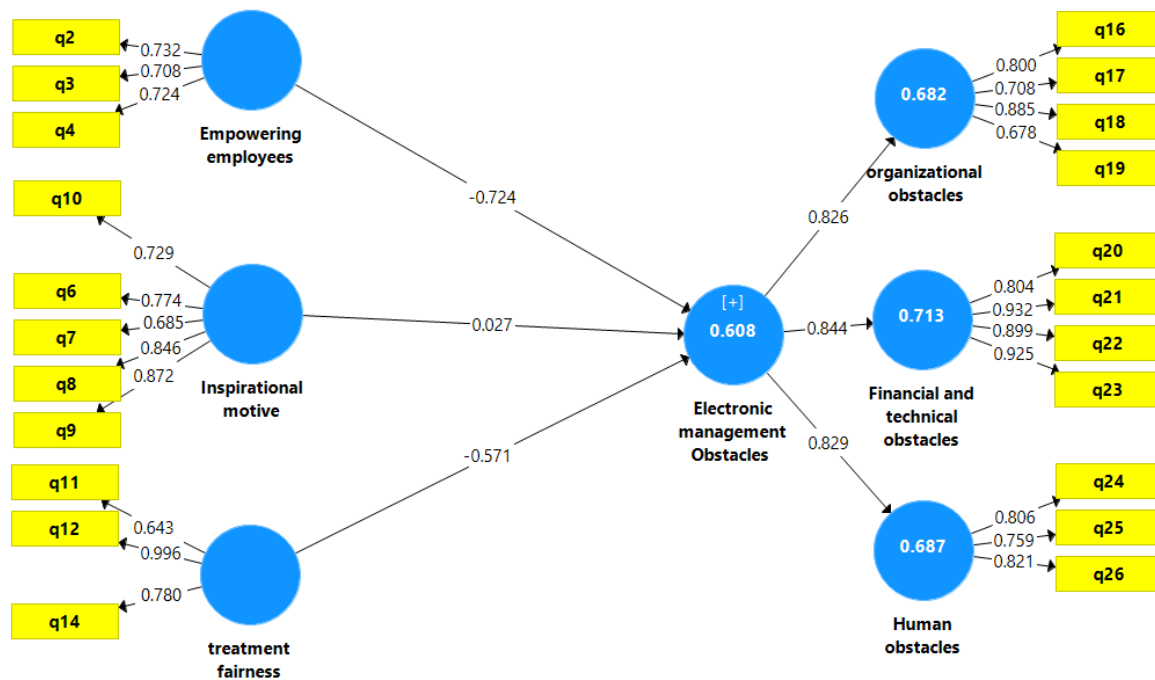 q2
q3
q4
0.732
0.708
0.724
Empowering
employees
-0.724
q10
q6
q7
q8
q9
0.729
0.774
0.685
0.846
0.872
Inspirational
motive
0.027
q11
q12
q14
0.643
0.996
0.780
treatment
fairness
-0.571
[+]
0.608
Electronic
management
Obstacles
0.826
0.844
0.829
0.682
organizational
obstacles
0.800
0.708
0.885
0.678
q16
q17
q18
q19
0.713
Financial and
technical
obstacles
0.804
0.932
0.899
0.925
q20
q21
q22
q23
0.687
Human
obstacles
0.806
0.759
0.821
q24
q25
q26